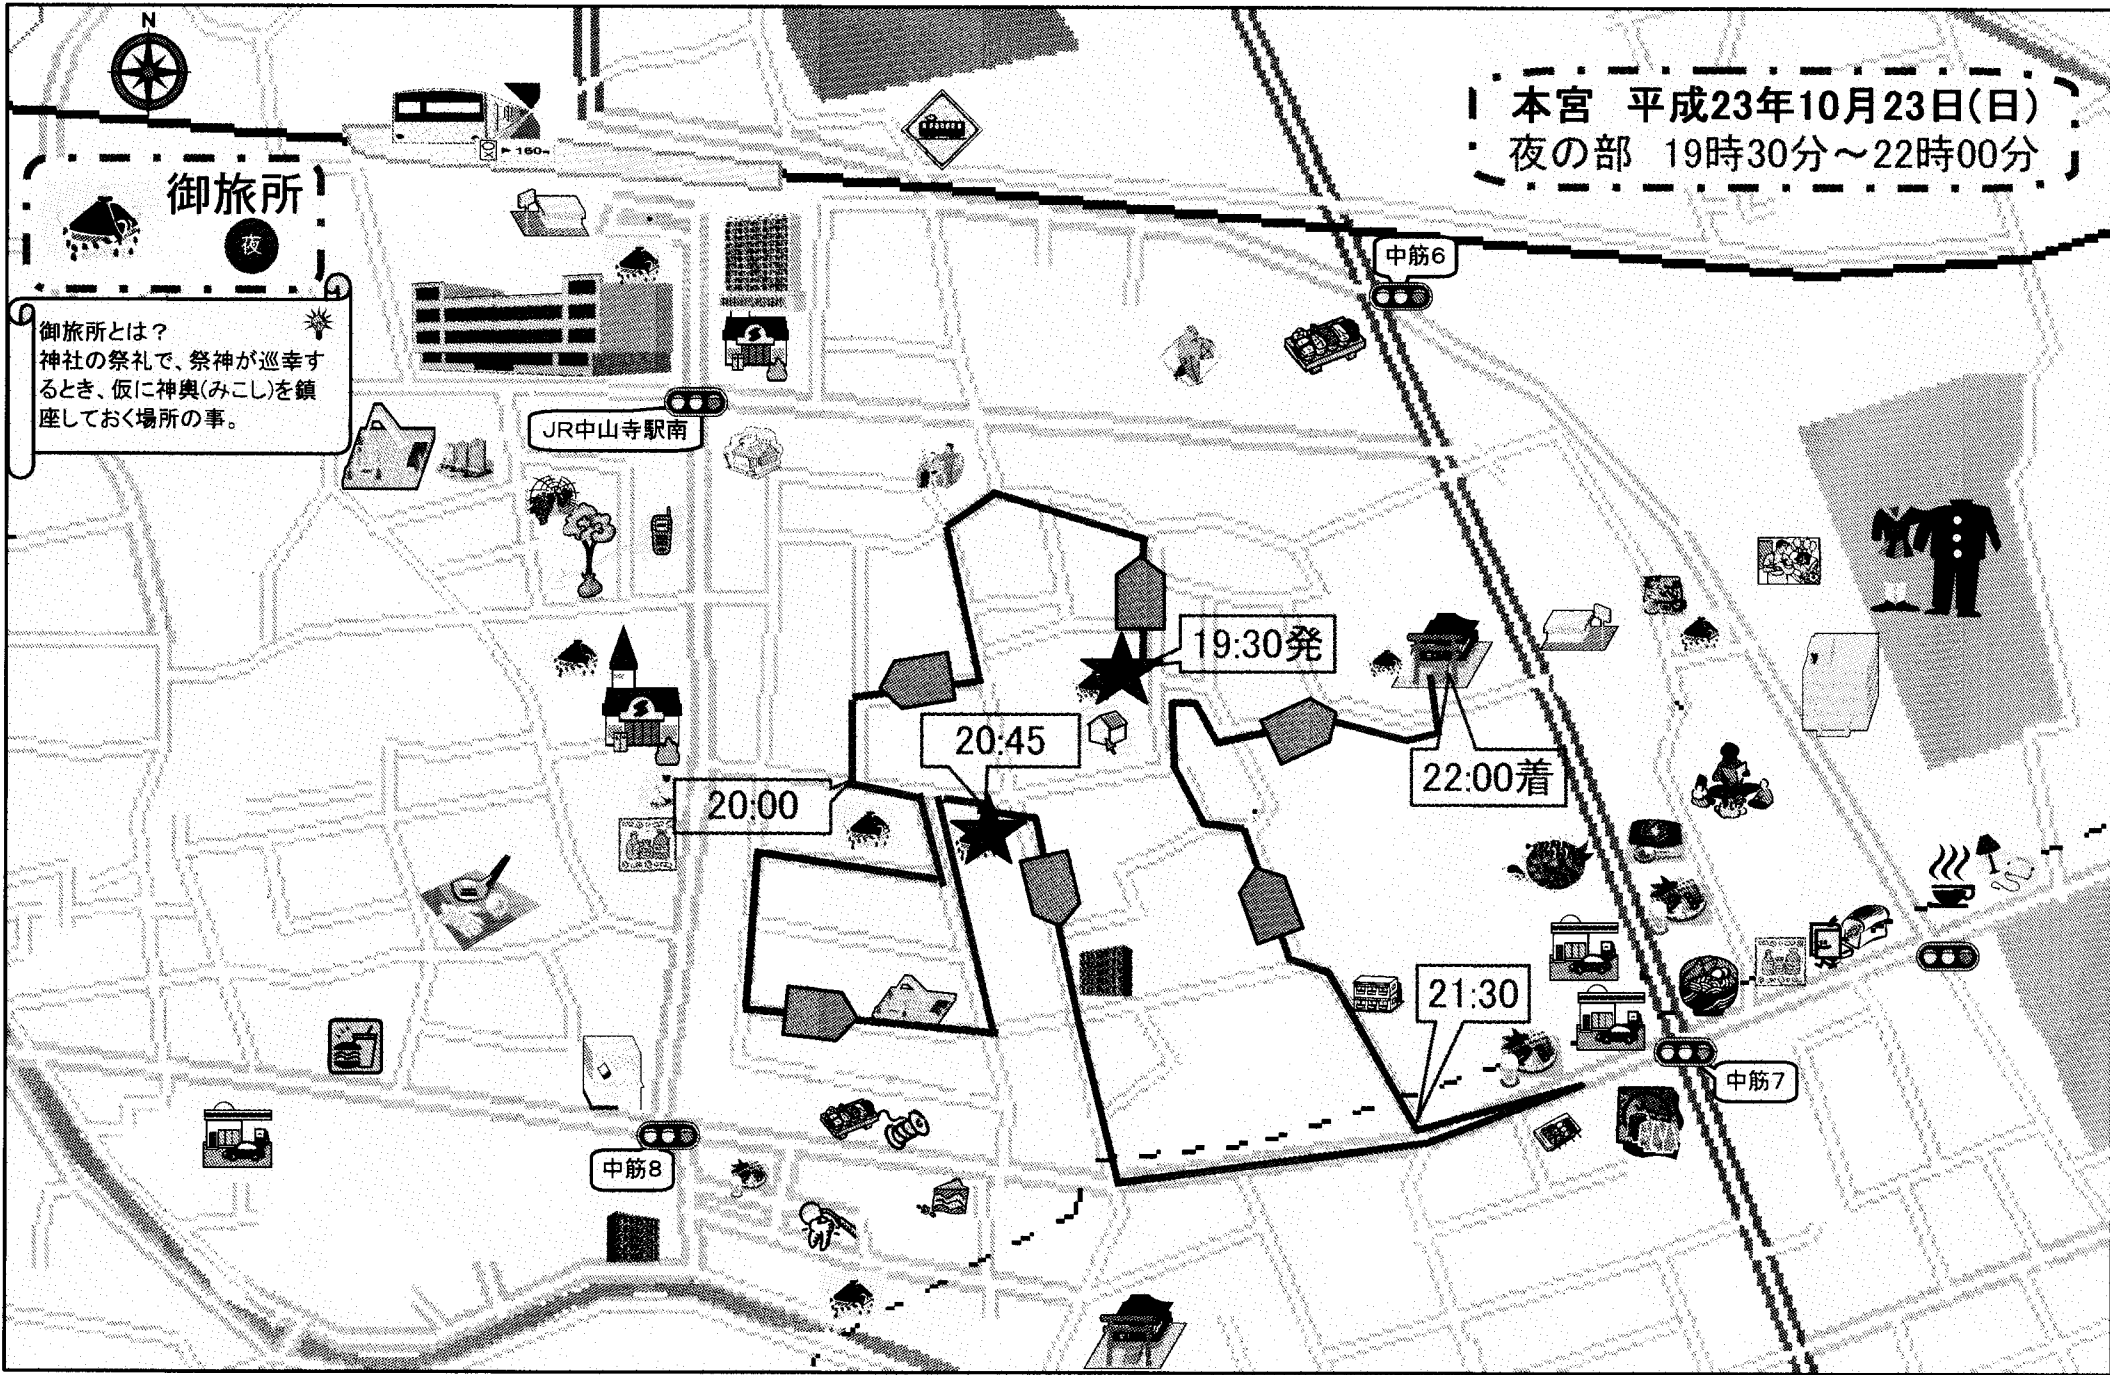 N
本宮 平成23年10月23日(日)
夜の部 19時30分～22時00分
160m
御旅所
夜
御旅所とは？
神社の祭礼で、祭神が巡幸す
るとき、仮に神輿(みこし)を鎮
座しておく場所の事。
中筋6
JR中山寺駅南
19:30発
20:45
20:00
22:00着
21:30
中筋7
中筋8